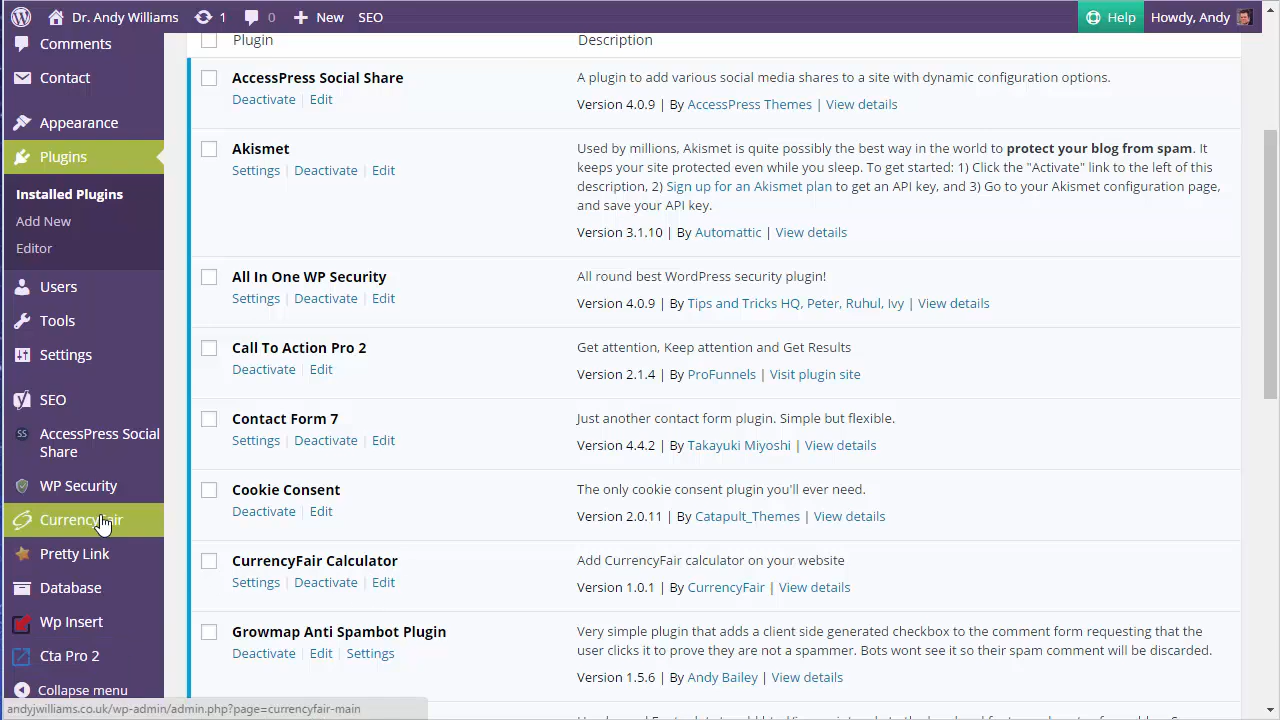 Dr. Andy Williams 1 0 New SEO Help Howdy, Andy
Comments
Contact
Appearance
Plugins
Installed Plugins
Add New
Editor
Users
Tools
Settings
SEO
AccessPress Social
Share
WP Security
CurrencyFair
Pretty Link
Database
Wp Insert
Cta Pro 2
Collapse menu
Plugin Description
AccessPress Social Share
Deactivate | Edit
A plugin to add various social media shares to a site with dynamic configuration options.
Version 4.0.9 | By AccessPress Themes | View details
Akismet
Settings | Deactivate | Edit
Used by millions, Akismet is quite possibly the best way in the world to protect your blog from spam. It
keeps your site protected even while you sleep. To get started: 1) Click the "Activate" link to the left of this
description, 2) Sign up for an Akismet plan to get an API key, and 3) Go to your Akismet configuration page,
and save your API key.
Version 3.1.10 | By Automattic | View details
All In One WP Security
Settings | Deactivate | Edit
All round best WordPress security plugin!
Version 4.0.9 | By Tips and Tricks HQ, Peter, Ruhul, Ivy | View details
Call To Action Pro 2
Deactivate | Edit
Get attention, Keep attention and Get Results
Version 2.1.4 | By ProFunnels | Visit plugin site
Contact Form 7
Settings | Deactivate | Edit
Just another contact form plugin. Simple but flexible.
Version 4.4.2 | By Takayuki Miyoshi | View details
Cookie Consent
Deactivate | Edit
The only cookie consent plugin you'll ever need.
Version 2.0.11 | By Catapult_Themes | View details
CurrencyFair Calculator
Settings | Deactivate | Edit
Add CurrencyFair calculator on your website
Version 1.0.1 | By CurrencyFair | View details
Growmap Anti Spambot Plugin
Deactivate | Edit | Settings
Very simple plugin that adds a client side generated checkbox to the comment form requesting that the
user clicks it to prove they are not a spammer. Bots wont see it so their spam comment will be discarded.
Version 1.5.6 | By Andy Bailey | View details
andyjwilliams.co.uk/wp-admin/admin.php?page=currencyfair-main